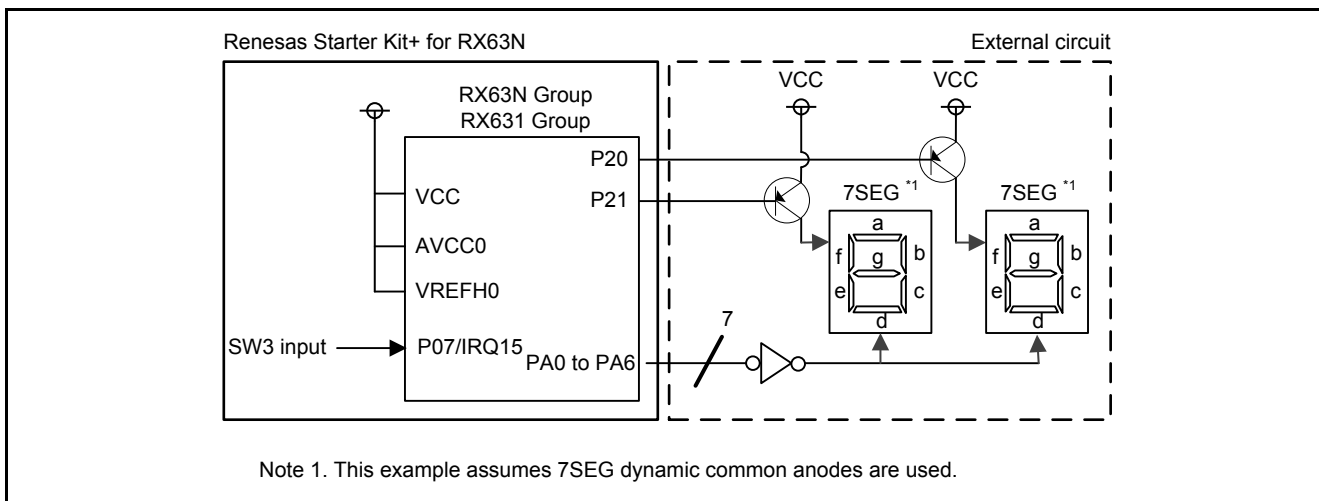 Renesas Starter Kit+ for RX63N
External circuit
VCC
VCC
RX63N Group
RX631 Group
P20
P21
VCC
AVCC0
VREFH0
SW3 input
P07/IRQ15
PA0 to PA6
7
7SEG *1
a
f
g
b
e
c
d
7SEG *1
a
f
g
b
e
c
d
Note 1. This example assumes 7SEG dynamic common anodes are used.